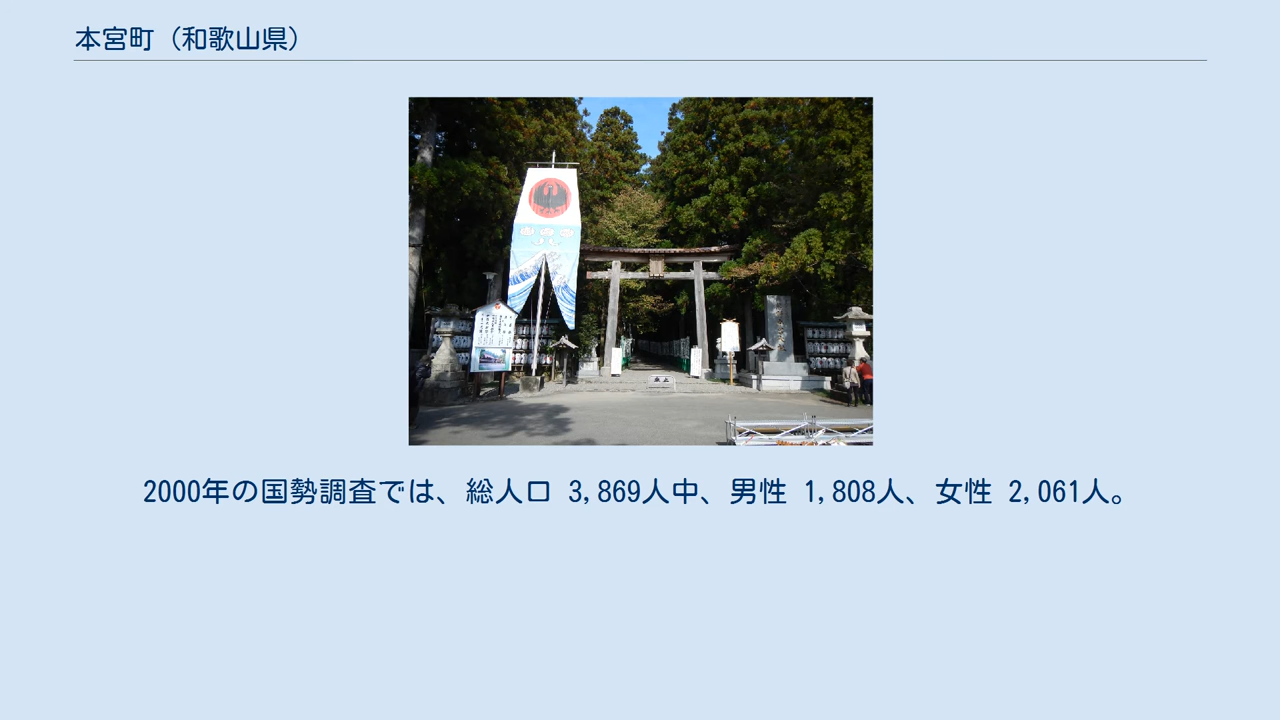 本宮町（和歌山県）
2000年の国勢調査では、総人口 3,869人中、男性 1,808人、女性 2,061人。